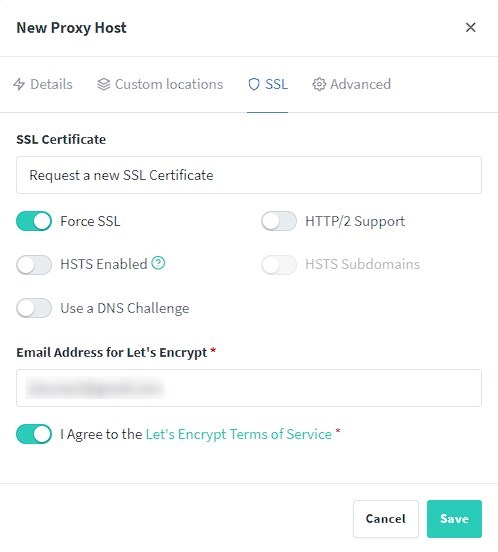 New Proxy Host
Details Custom locations SSL Advanced
SSL Certificate
Request a new SSL Certificate
Force SSL HTTP/2 Support
HSTS Enabled ? HSTS Subdomains
Use a DNS Challenge
Email Address for Let's Encrypt *
I Agree to the Let's Encrypt Terms of Service *
Cancel Save